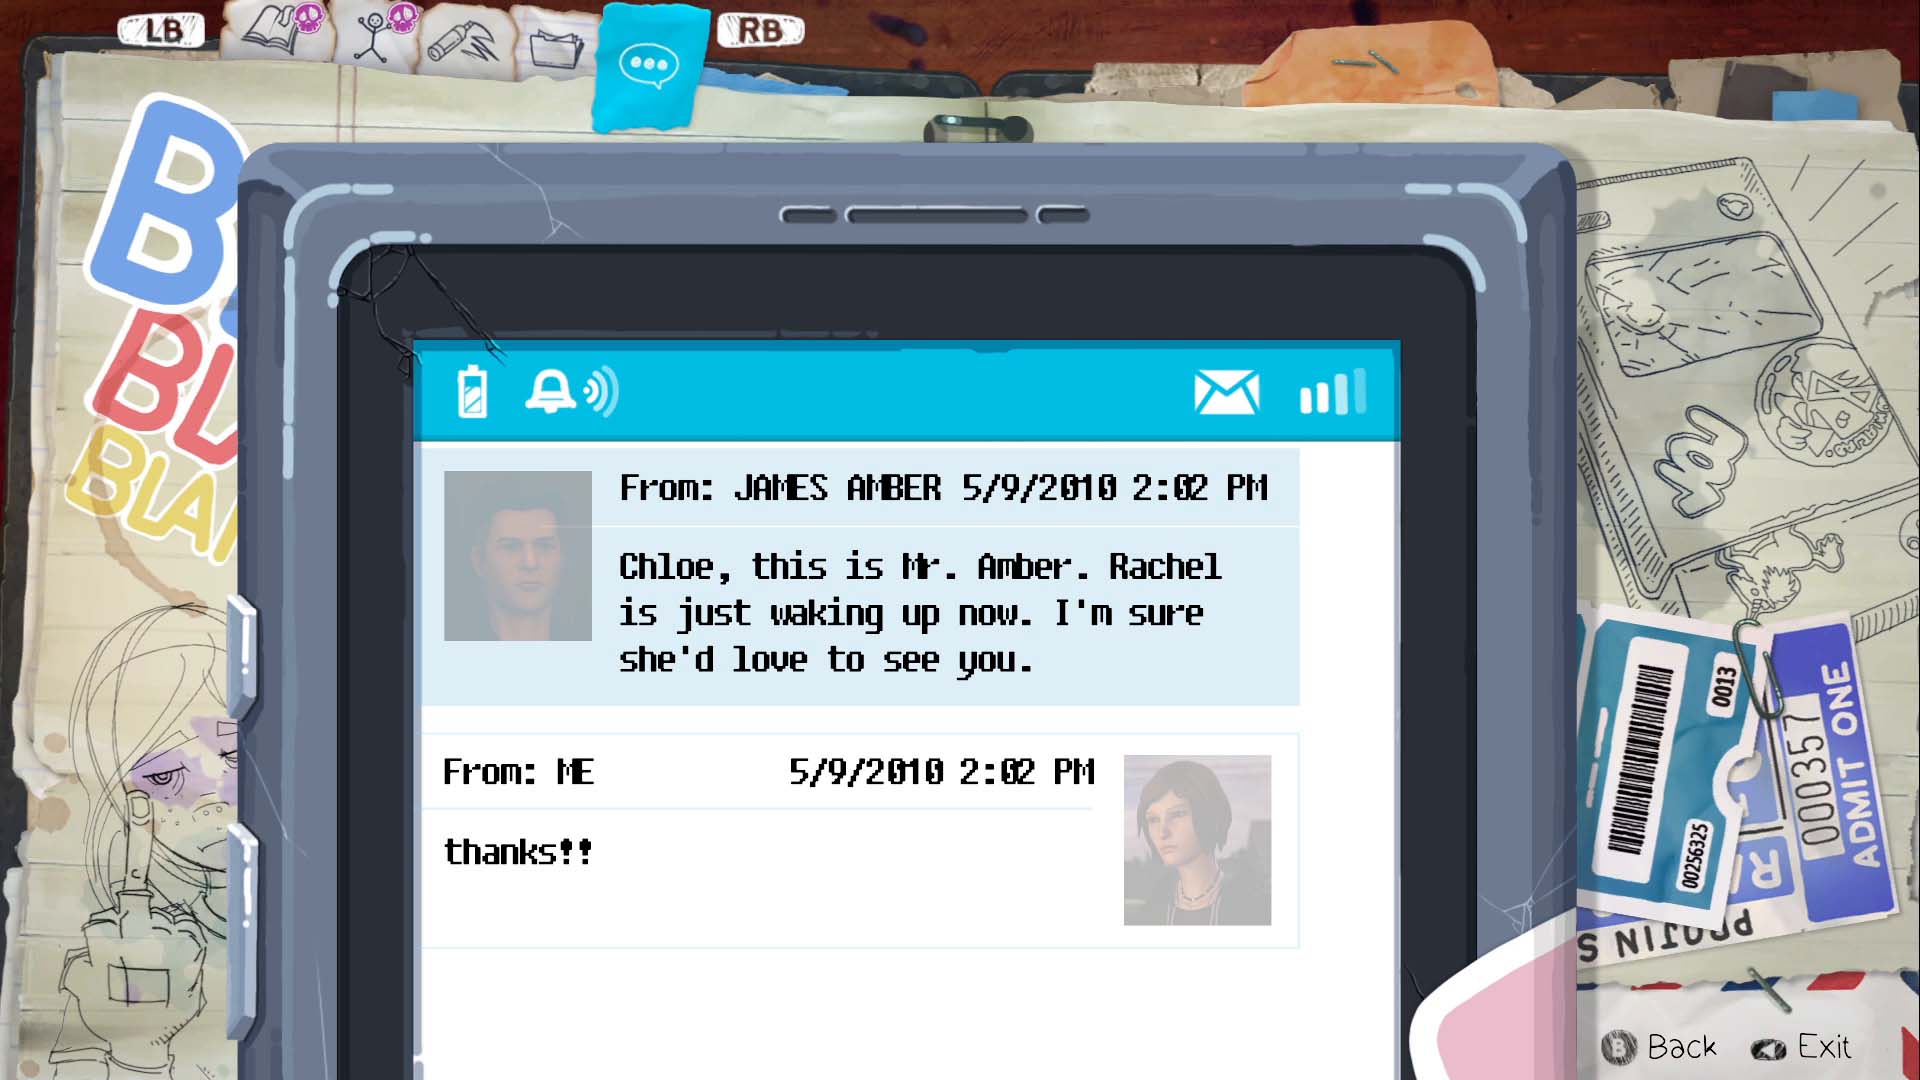 LB
RB
BLA
BLA
From: JAMES AMBER 5/9/2010 2:02 PM
Chloe, this is Mr. Amber. Rachel
is just waking up now. I'm sure
she'd love to see you.
From: ME 5/9/2010 2:02 PM
thanks!!
0013
00256325
000357
ADMIT ONE
B Back
Exit